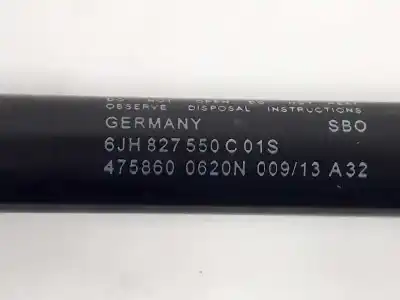 OBSERVE DISPOSAL INSTRUCTIONS
GERMANY SBO
6JH 827 550 C 01S
475860 0620N 009/13 A32